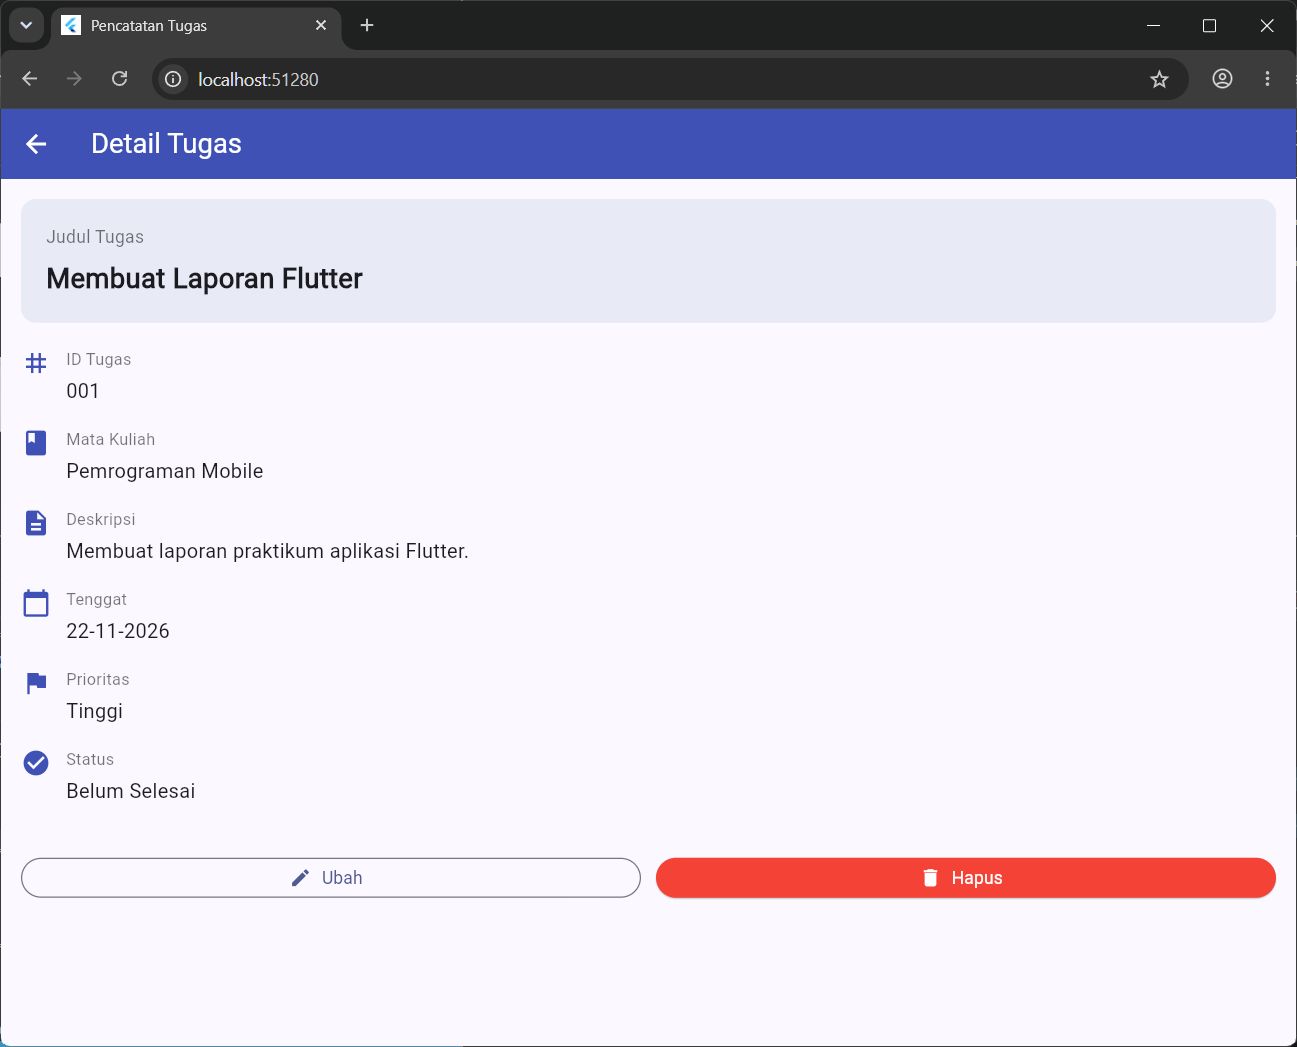 Pencatatan Tugas
localhost:51280
Detail Tugas
Judul Tugas
Membuat Laporan Flutter
ID Tugas
001
Mata Kuliah
Pemrograman Mobile
Deskripsi
Membuat laporan praktikum aplikasi Flutter.
Tenggat
22-11-2026
Prioritas
Tinggi
Status
Belum Selesai
Ubah
Hapus